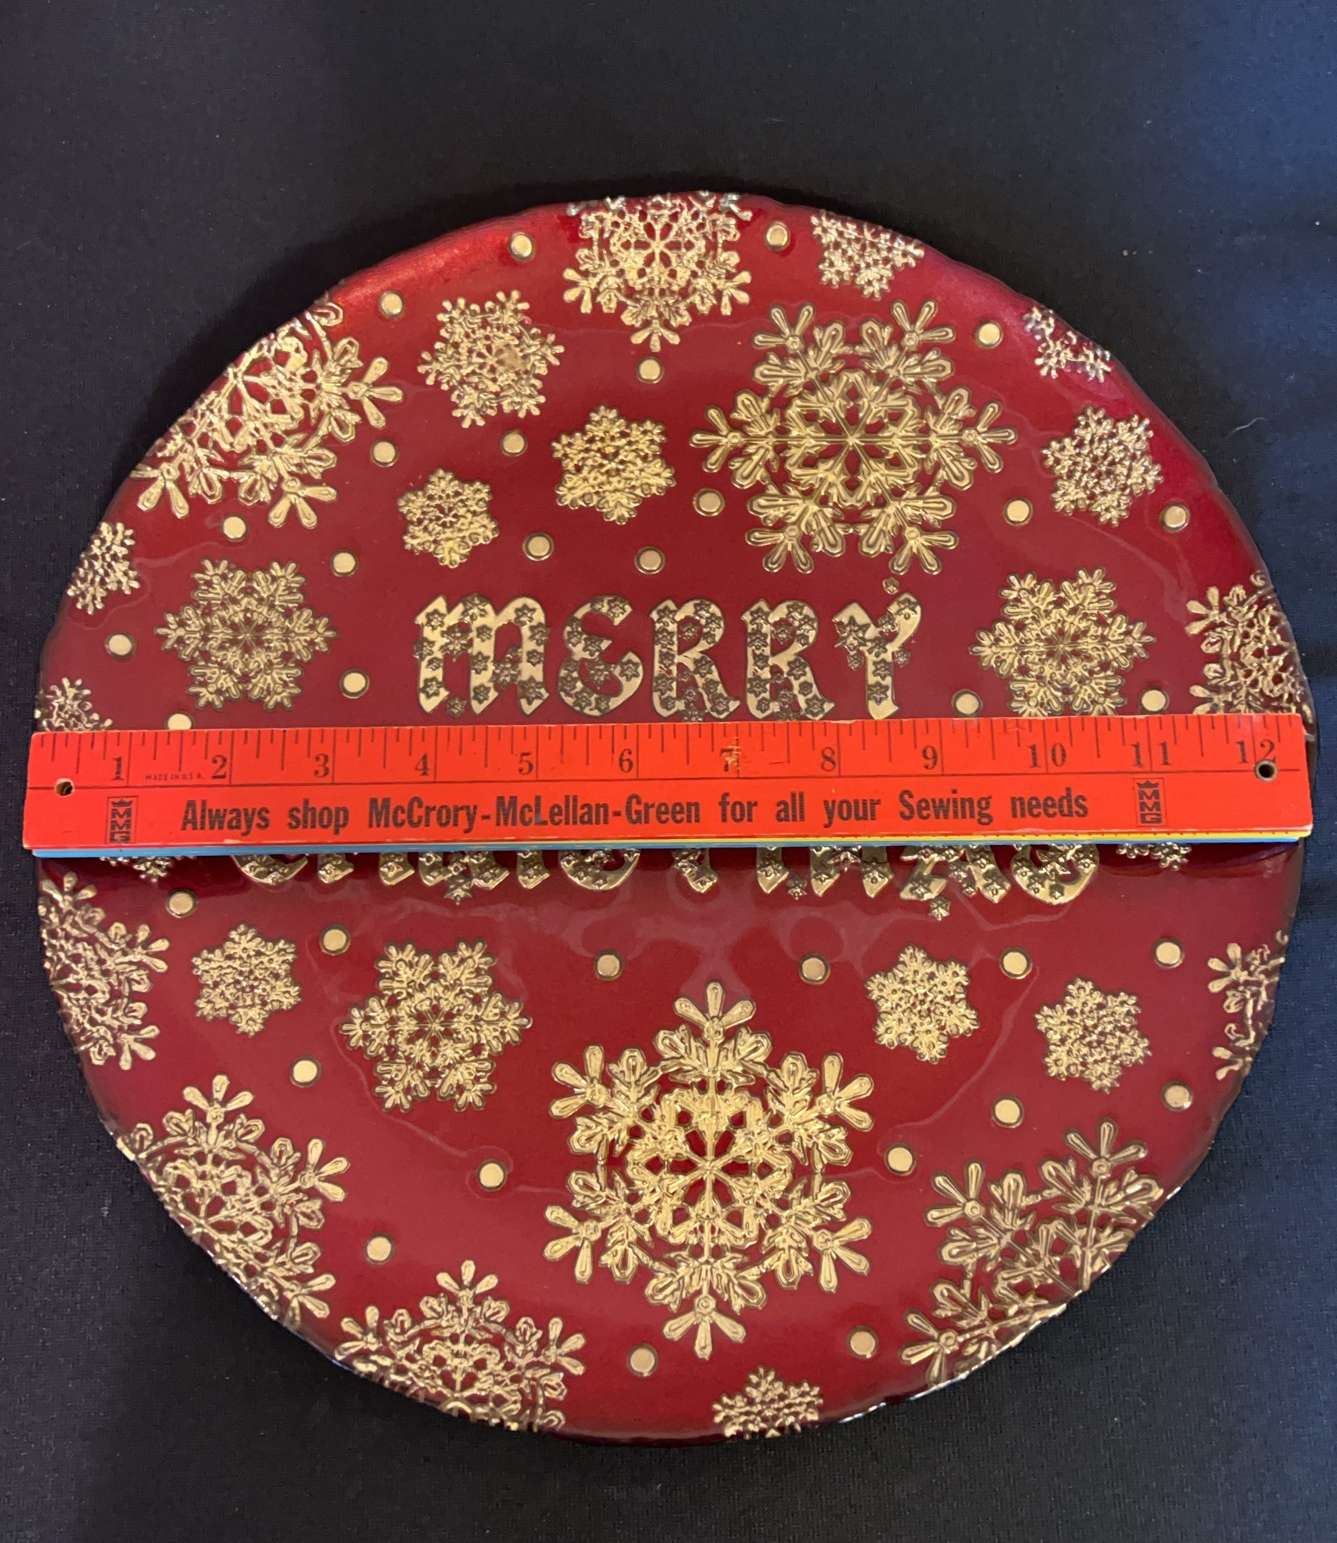 MERRY
1 2 3 4 5 6 7 8 9 10 11 12
MADE IN U.S.A.
MMG Always shop McCrory-McLellan-Green for all your Sewing needs MMG